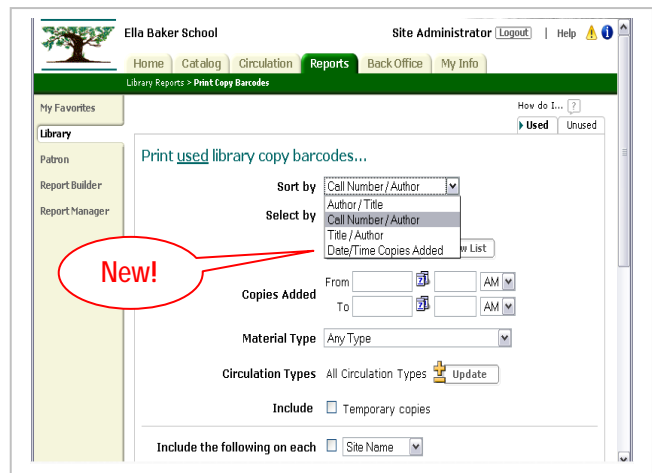 Ella Baker School
Site Administrator Logout | Help
Home Catalog Circulation Reports Back Office My Info
Library Reports > Print Copy Barcodes
My Favorites
Library
Patron
Report Builder
Report Manager
How do I... ?
Used Unused
Print used library copy barcodes...
Sort by Call Number / Author
Author / Title
Call Number / Author
Title / Author
Date/Time Copies Added
Select by
List
New!
Copies Added
From AM
To AM
Material Type Any Type
Circulation Types All Circulation Types Update
Include Temporary copies
Include the following on each Site Name